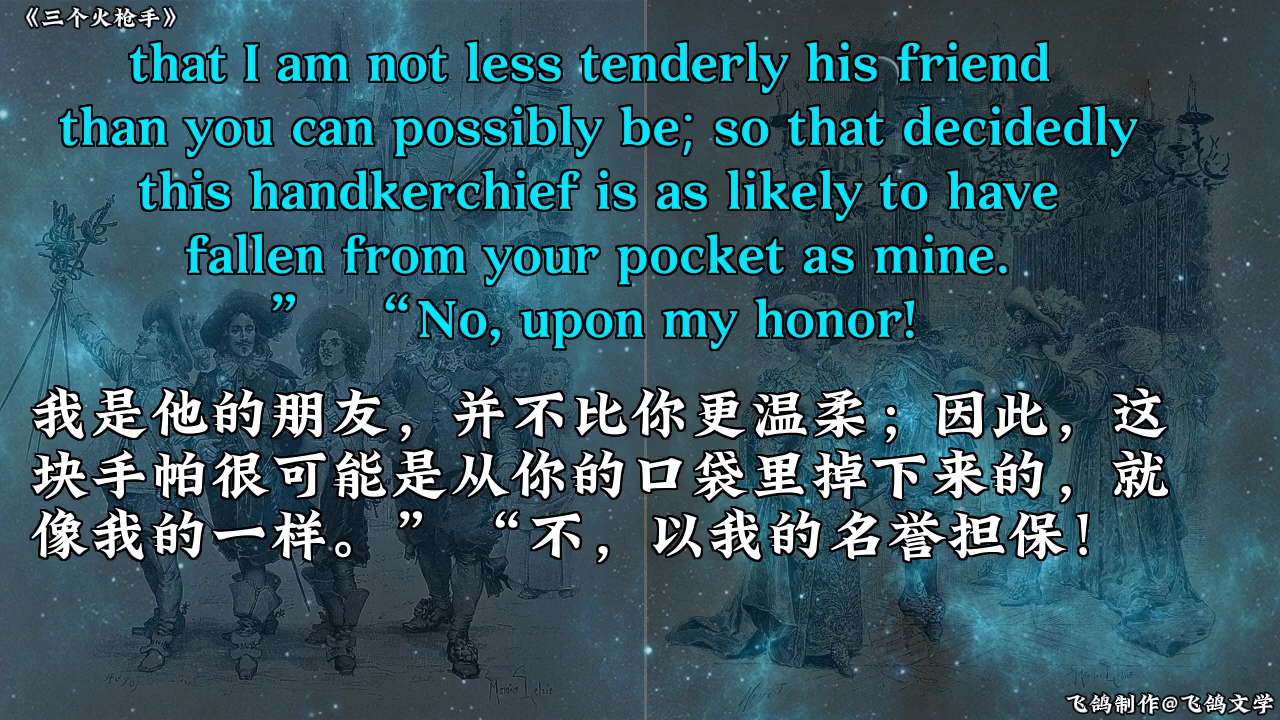 《三个火枪手》
that I am not less tenderly his friend
than you can possibly be; so that decidedly
this handkerchief is as likely to have
fallen from your pocket as mine.
” “No, upon my honor!
我是他的朋友，并不比你更温柔；因此，这
块手帕很可能是从你的口袋里掉下来的，就
像我的一样。” “不，以我的名誉担保！
飞鸽制作@飞鸽文学